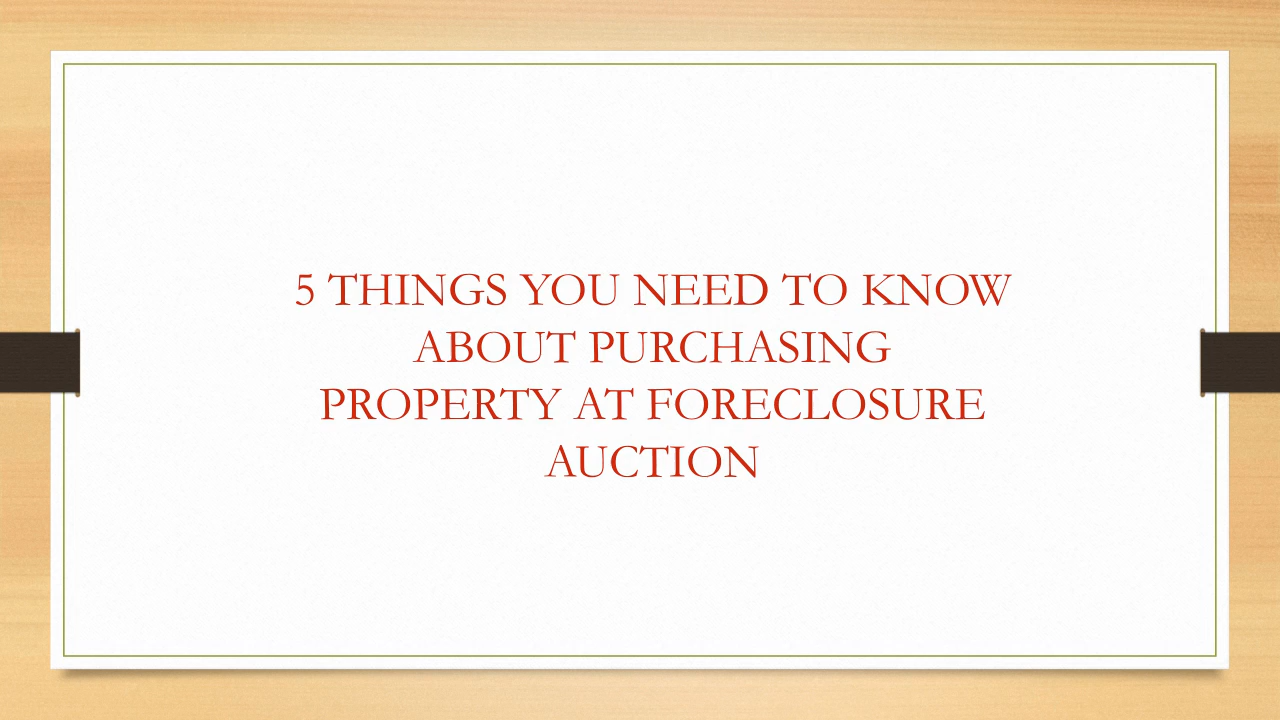 5 THINGS YOU NEED TO KNOW
ABOUT PURCHASING
PROPERTY AT FORECLOSURE
AUCTION